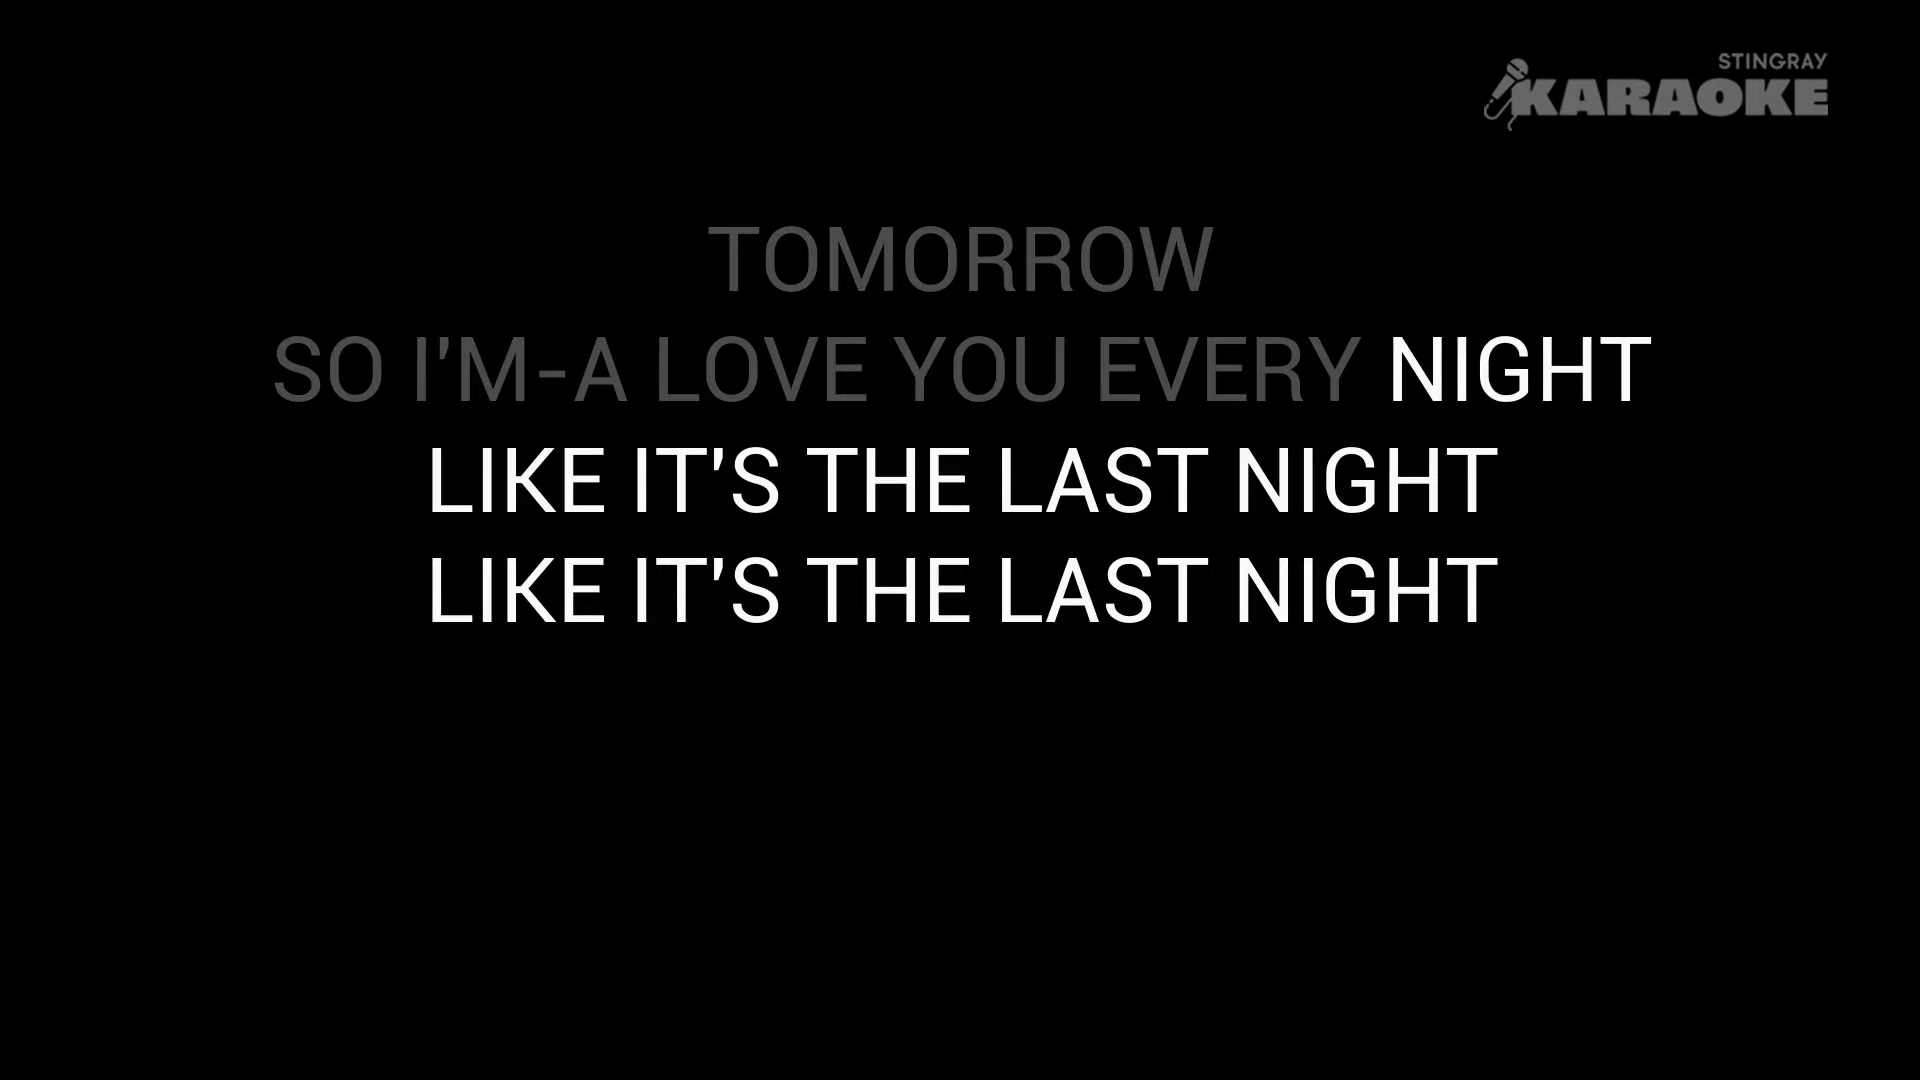 STINGRAY
KARAOKE
TOMORROW
SO I'M-A LOVE YOU EVERY NIGHT
LIKE IT'S THE LAST NIGHT
LIKE IT'S THE LAST NIGHT